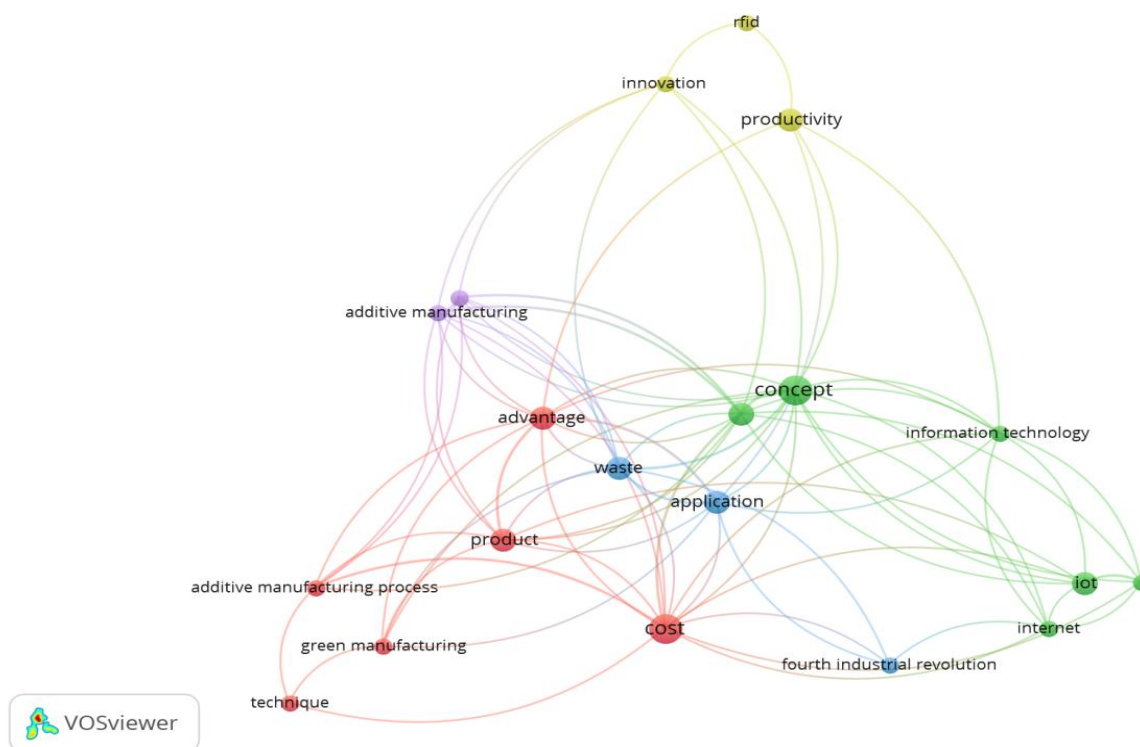 rfid
innovation
productivity
additive manufacturing
concept
advantage
information technology
waste
application
product
additive manufacturing process
iot
cost
internet
green manufacturing
fourth industrial revolution
technique
VOSviewer